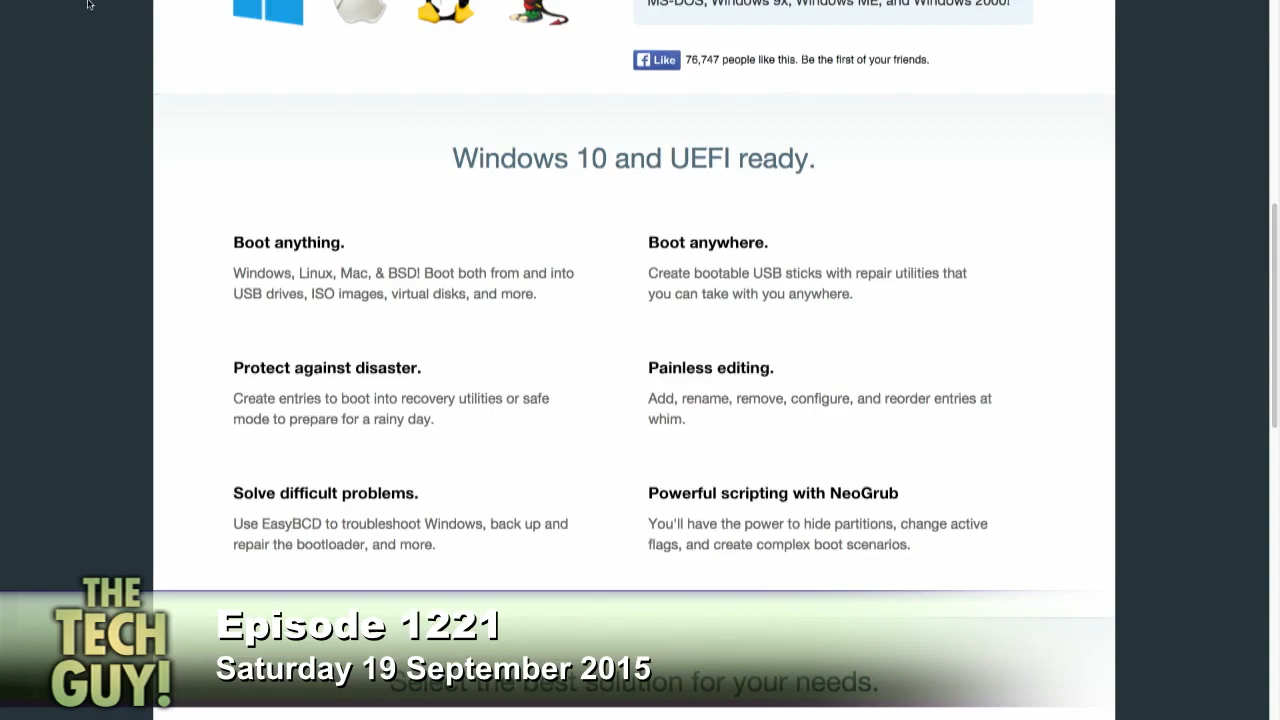 MS-DOS, Windows 9x, Windows ME, and Windows 2000!
Like 76,747 people like this. Be the first of your friends.
Windows 10 and UEFI ready.
Boot anything.
Windows, Linux, Mac, & BSD! Boot both from and into
USB drives, ISO images, virtual disks, and more.
Boot anywhere.
Create bootable USB sticks with repair utilities that
you can take with you anywhere.
Protect against disaster.
Create entries to boot into recovery utilities or safe
mode to prepare for a rainy day.
Painless editing.
Add, rename, remove, configure, and reorder entries at
whim.
Solve difficult problems.
Use EasyBCD to troubleshoot Windows, back up and
repair the bootloader, and more.
Powerful scripting with NeoGrub
You'll have the power to hide partitions, change active
flags, and create complex boot scenarios.
THE
TECH
GUY!
Episode 1221
Saturday 19 September 2015
Select the best solution for your needs.